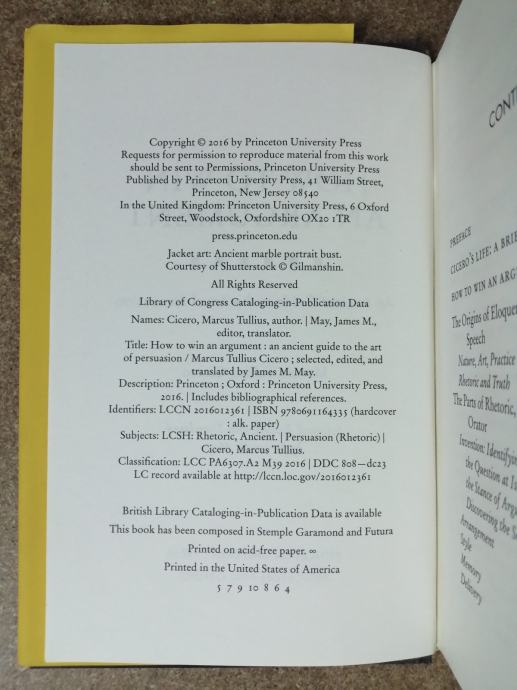 Copyright © 2016 by Princeton University Press
Requests for permission to reproduce material from this work
should be sent to Permissions, Princeton University Press
Published by Princeton University Press, 41 William Street,
Princeton, New Jersey 08540
In the United Kingdom: Princeton University Press, 6 Oxford
Street, Woodstock, Oxfordshire OX20 1TR
press.princeton.edu
Jacket art: Ancient marble portrait bust.
Courtesy of Shutterstock © Gilmanshin.
All Rights Reserved
Library of Congress Cataloging-in-Publication Data
Names: Cicero, Marcus Tullius, author. | May, James M.,
editor, translator.
Title: How to win an argument : an ancient guide to the art
of persuasion / Marcus Tullius Cicero ; selected, edited, and
translated by James M. May.
Description: Princeton ; Oxford : Princeton University Press,
2016. | Includes bibliographical references.
Identifiers: LCCN 2016012361 | ISBN 9780691164335 (hardcover
: alk. paper)
Subjects: LCSH: Rhetoric, Ancient. | Persuasion (Rhetoric) |
Cicero, Marcus Tullius.
Classification: LCC PA6307.A2 M39 2016 | DDC 808—dc23
LC record available at http://lccn.loc.gov/2016012361
British Library Cataloging-in-Publication Data is available
This book has been composed in Stemple Garamond and Futura
Printed on acid-free paper. ∞
Printed in the United States of America
5 7 9 10 8 6 4
CONT
PREFACE
CICERO'S LIFE: A BRIE
HOW TO WIN AN ARG
The Origins of Eloque
Speech
Nature, Art, Practice
Rhetoric and Truth
The Parts of Rhetoric,
Orator
Invention: Identifying
the Question at Is
the Stance of Arg
Discovering the S
Arrangement
Style
Memory
Delivery